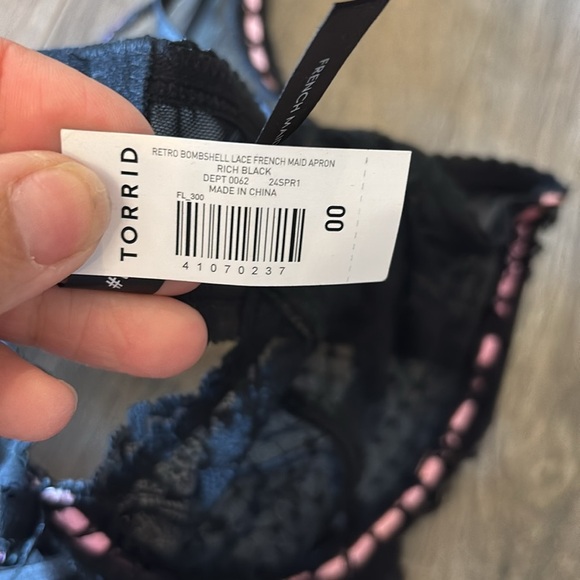 FRENCH MAI
TORRID
RETRO BOMBSHELL LACE FRENCH MAID APRON
RICH BLACK
DEPT 0062 24SPR1
MADE IN CHINA
FL_300
41070237
00
#